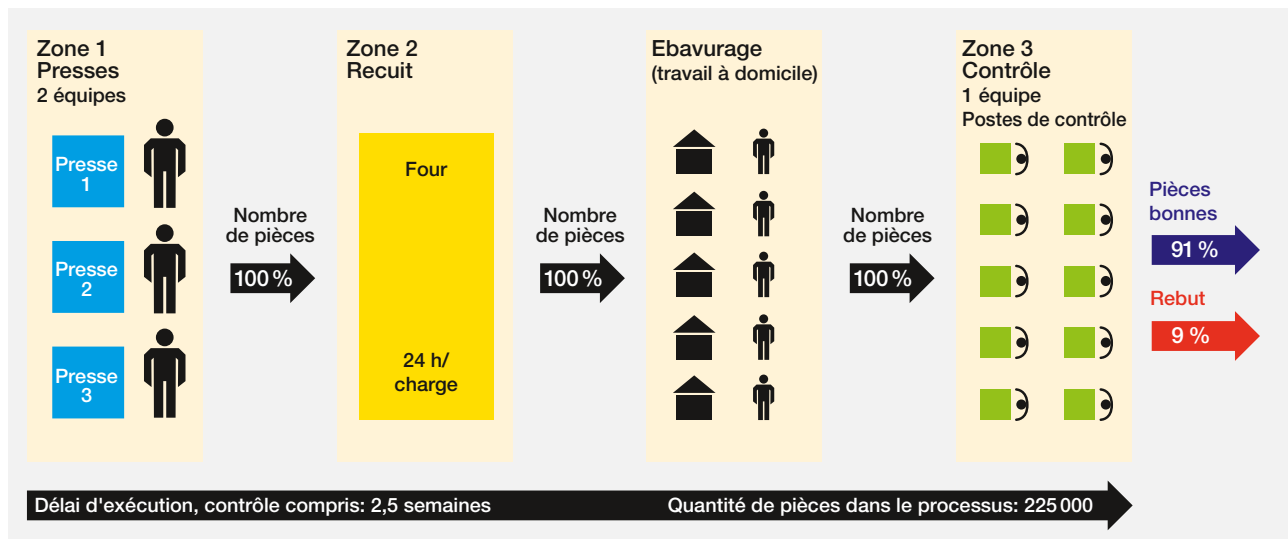 Zone 1
Presses
2 équipes
Presse
1
Presse
2
Presse
3
Nombre
de pièces
100 %
Zone 2
Recuit
Four
24 h/
charge
Nombre
de pièces
100 %
Ebavurage
(travail à domicile)
Nombre
de pièces
100 %
Zone 3
Contrôle
1 équipe
Postes de contrôle
Pièces
bonnes
91 %
Rebut
9 %
Délai d'exécution, contrôle compris: 2,5 semaines
Quantité de pièces dans le processus: 225 000